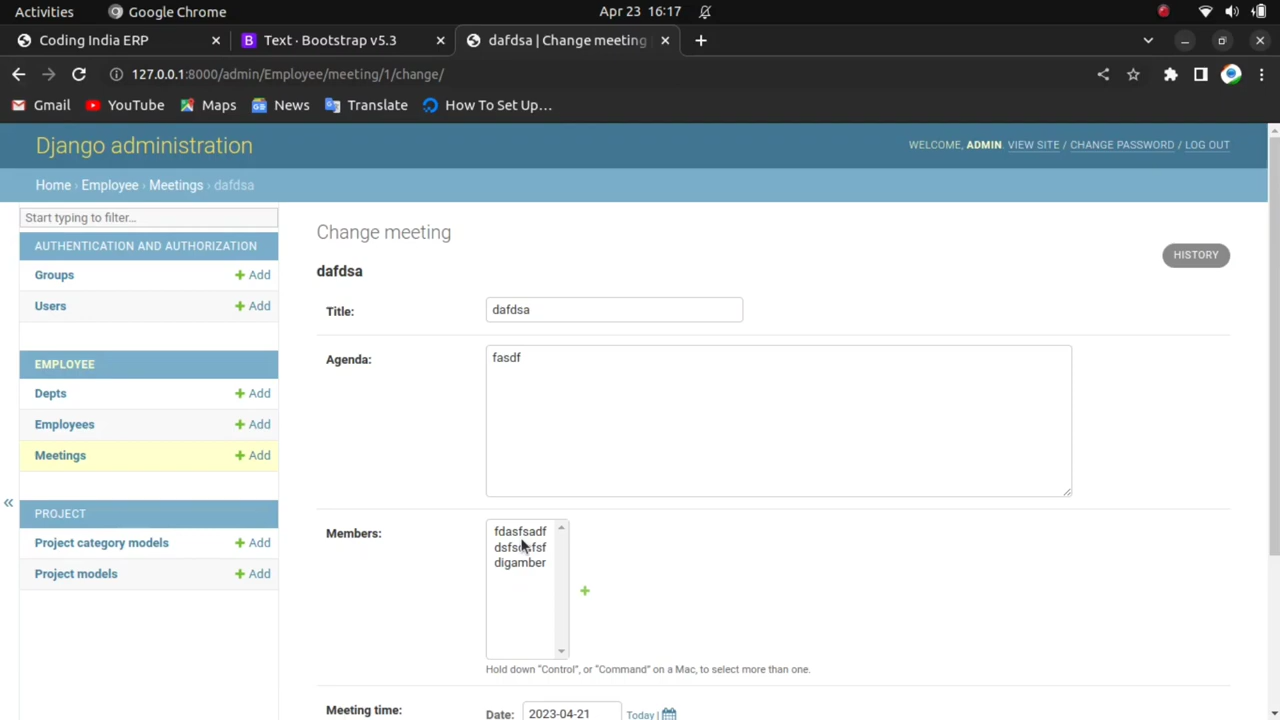 Activities Google Chrome Apr 23 16:17
Coding India ERP Text · Bootstrap v5.3 dafdsa | Change meeting
127.0.0.1:8000/admin/Employee/meeting/1/change/
Gmail YouTube Maps News Translate How To Set Up...
Django administration WELCOME, ADMIN. VIEW SITE / CHANGE PASSWORD / LOG OUT
Home › Employee › Meetings › dafdsa
Start typing to filter...
AUTHENTICATION AND AUTHORIZATION
Groups + Add
Users + Add
EMPLOYEE
Depts + Add
Employees + Add
Meetings + Add
PROJECT
Project category models + Add
Project models + Add
«
Change meeting
HISTORY
dafdsa
Title: dafdsa
Agenda: fasdf
Members: fdasfsadf
digamber
Hold down "Control", or "Command" on a Mac, to select more than one.
Meeting time: Date: 2023-04-21 Today |